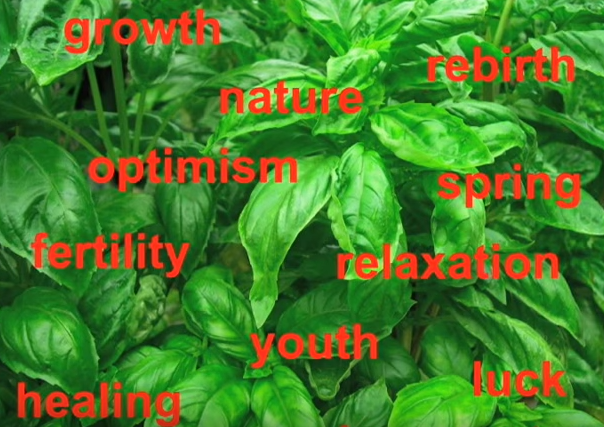 growth
rebirth
nature
optimism
spring
fertility
relaxation
youth
luck
healing